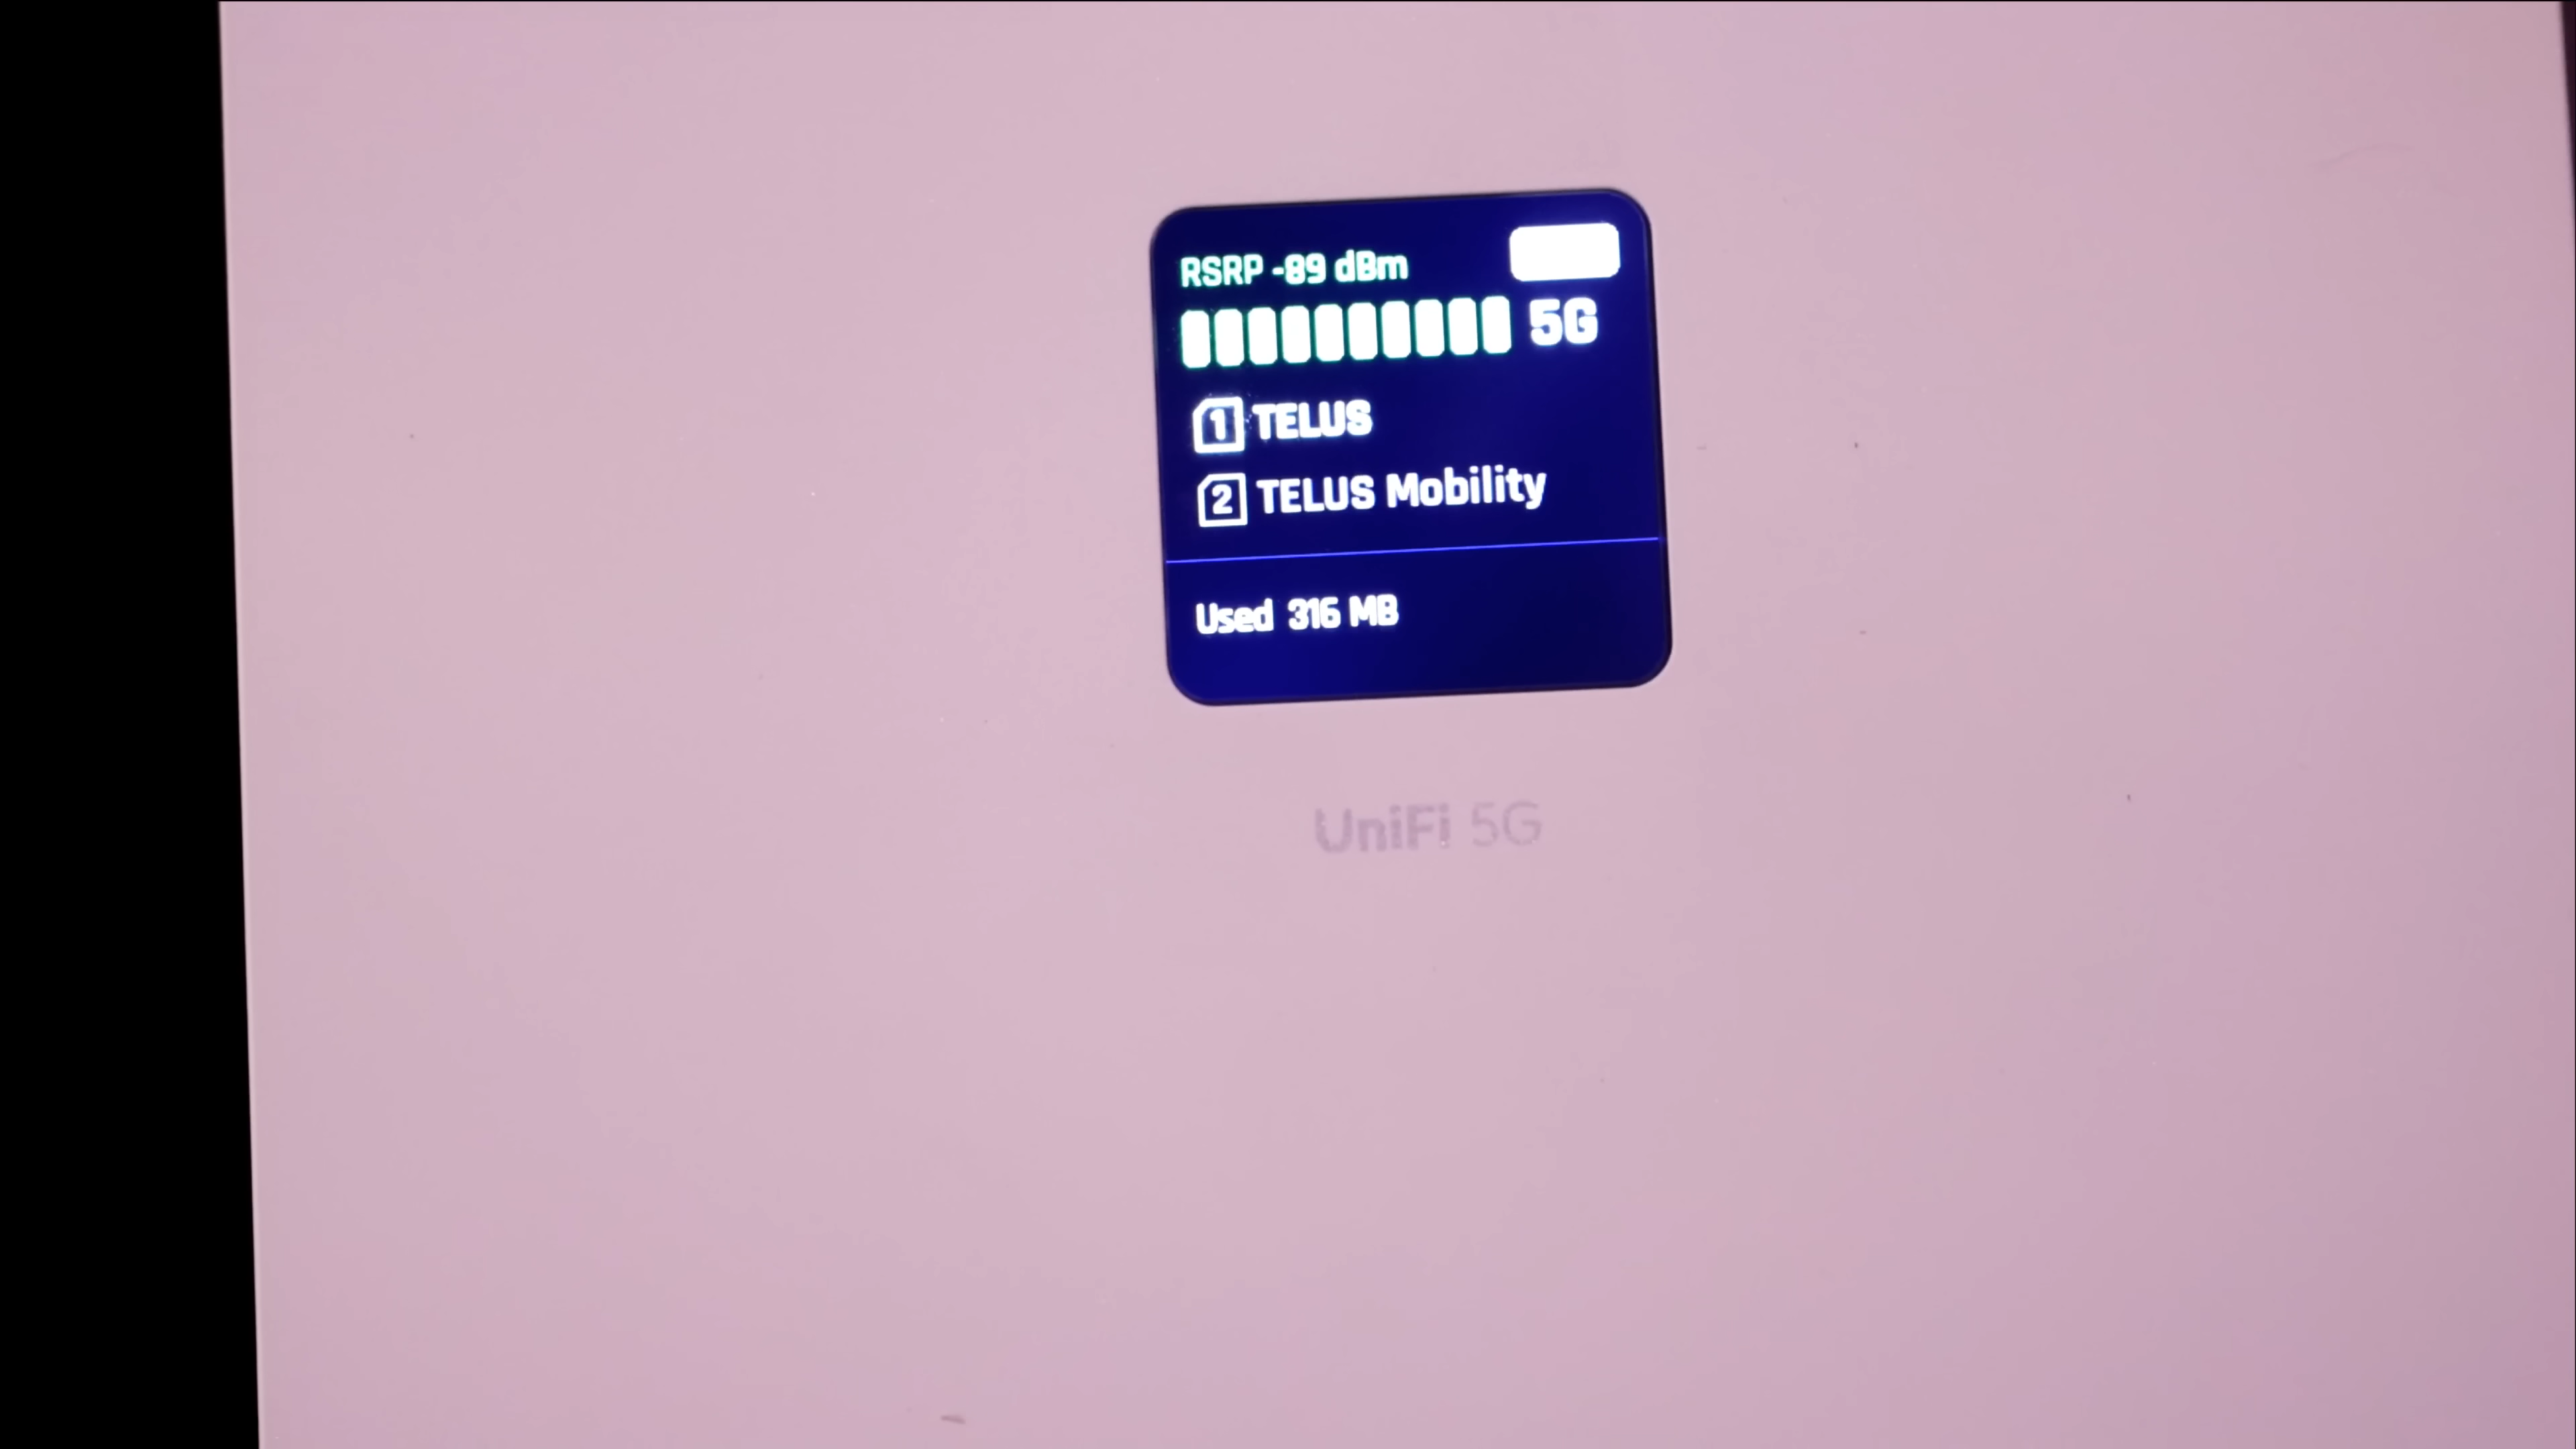 RSRP -89 dBm
5G
1 TELUS
2 TELUS Mobility
Used 316 MB
UniFi 5G